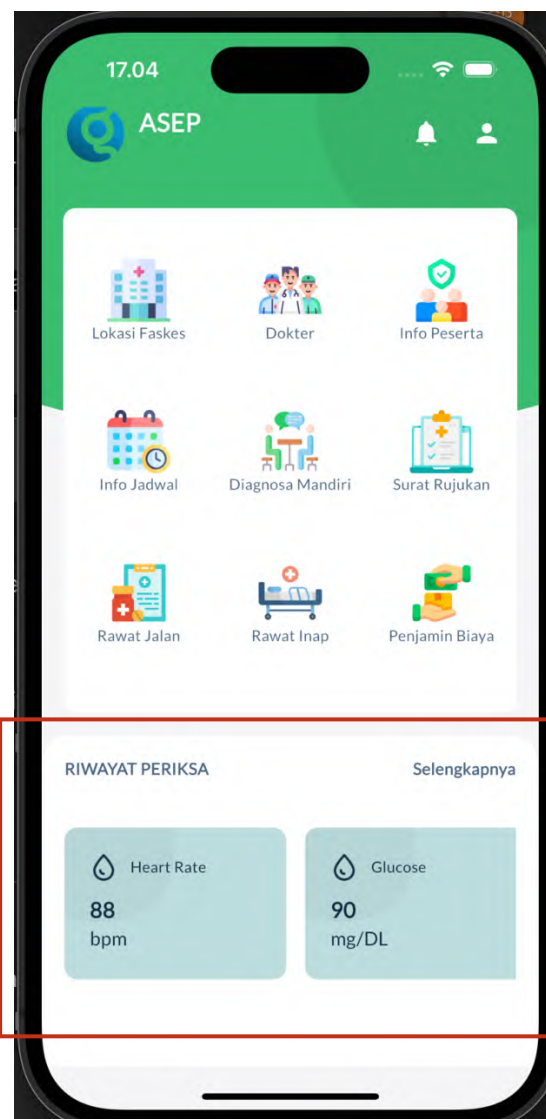 17.04
ASEP
Lokasi Faskes Dokter Info Peserta
Info Jadwal Diagnosa Mandiri Surat Rujukan
Rawat Jalan Rawat Inap Penjamin Biaya
RIWAYAT PERIKSA Selengkapnya
Heart Rate Glucose
88 90
bpm mg/DL